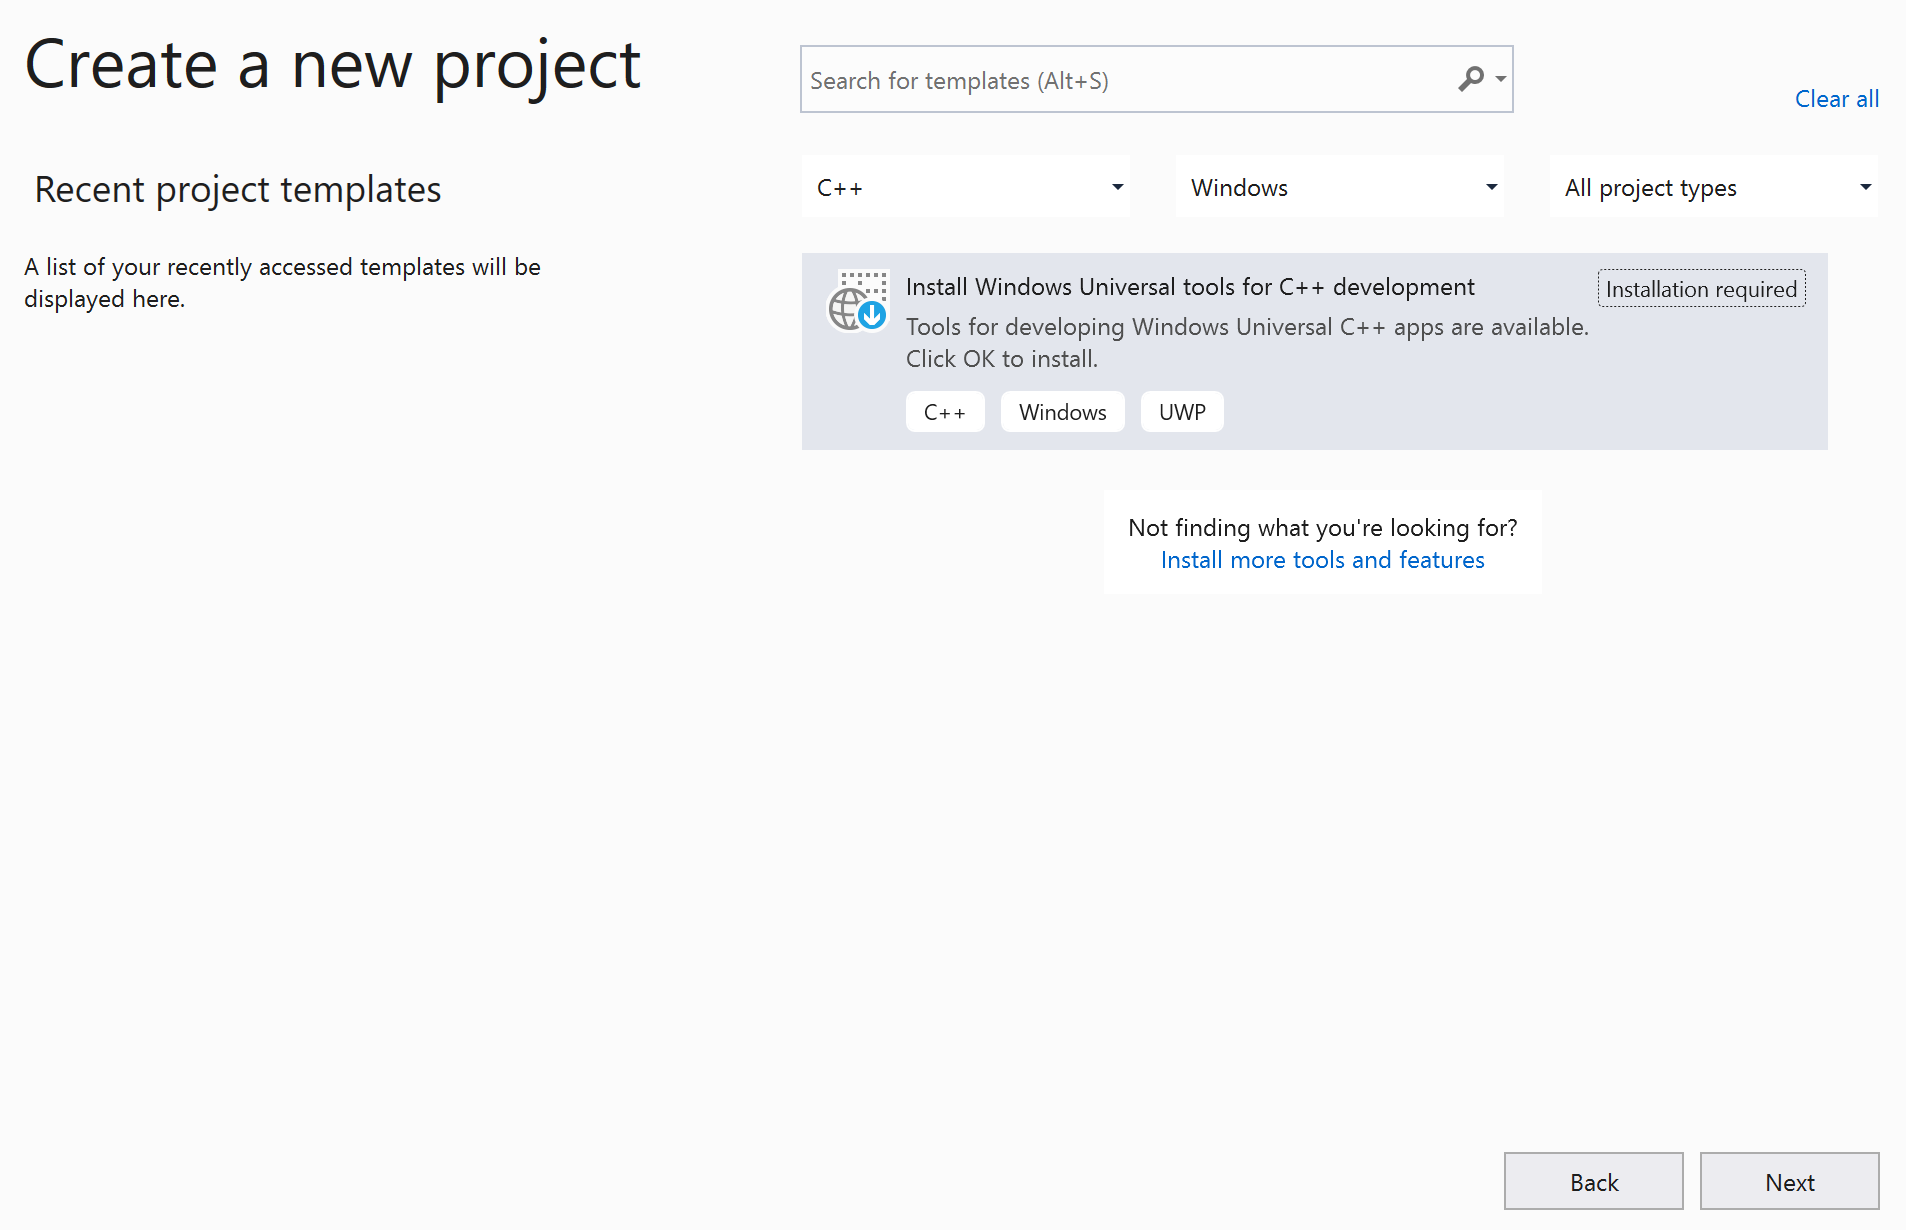 Create a new project
Search for templates (Alt+S)
Clear all
Recent project templates
A list of your recently accessed templates will be
displayed here.
C++
Windows
All project types
Install Windows Universal tools for C++ development
Installation required
Tools for developing Windows Universal C++ apps are available.
Click OK to install.
C++
Windows
UWP
Not finding what you're looking for?
Install more tools and features
Back
Next